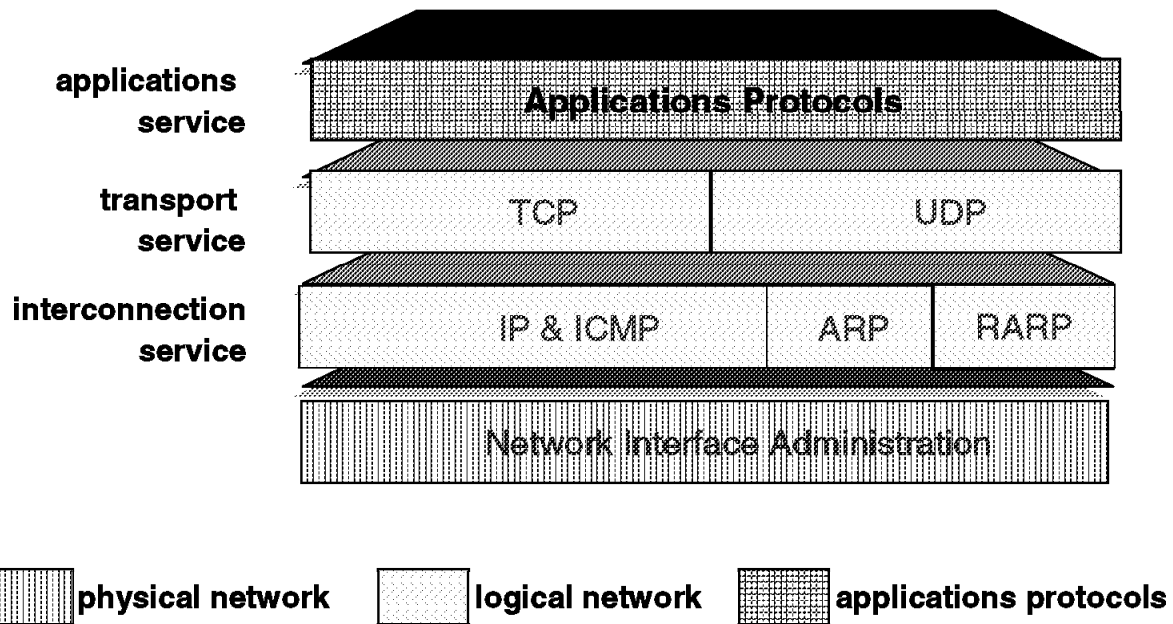 applications
service
Applications Protocols
transport
service
TCP
UDP
interconnection
service
IP & ICMP
ARP
RARP
Network Interface Administration
physical network
logical network
applications protocols